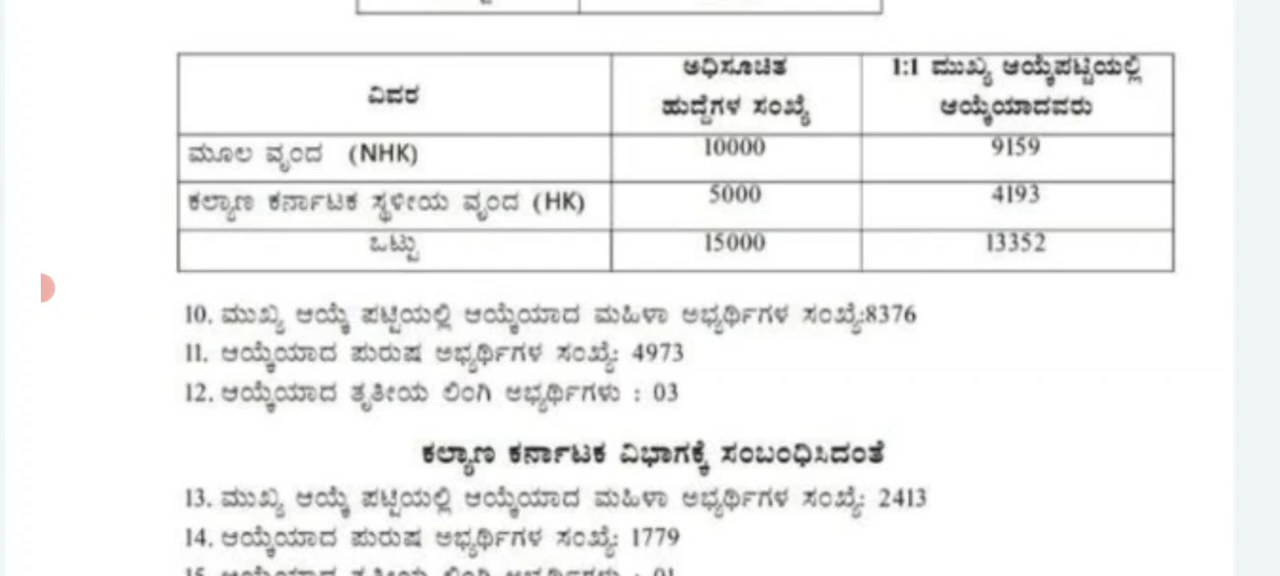 ವಿವರ
ಅಧಿಸೂಚಿತ ಹುದ್ದೆಗಳ ಸಂಖ್ಯೆ
1:1 ಮುಖ್ಯ ಆಯ್ಕೆಪಟ್ಟಿಯಲ್ಲಿ ಆಯ್ಕೆಯಾದವರು
ಮೂಲ ವೃಂದ (NHK) 10000 9159
ಕಲ್ಯಾಣ ಕರ್ನಾಟಕ ಸ್ಥಳೀಯ ವೃಂದ (HK) 5000 4193
ಒಟ್ಟು 15000 13352
10. ಮುಖ್ಯ ಆಯ್ಕೆ ಪಟ್ಟಿಯಲ್ಲಿ ಆಯ್ಕೆಯಾದ ಮಹಿಳಾ ಅಭ್ಯರ್ಥಿಗಳ ಸಂಖ್ಯೆ:8376
11. ಆಯ್ಕೆಯಾದ ಪುರುಷ ಅಭ್ಯರ್ಥಿಗಳ ಸಂಖ್ಯೆ: 4973
12. ಆಯ್ಕೆಯಾದ ತೃತೀಯ ಲಿಂಗಿ ಅಭ್ಯರ್ಥಿಗಳು : 03
ಕಲ್ಯಾಣ ಕರ್ನಾಟಕ ವಿಭಾಗಕ್ಕೆ ಸಂಬಂಧಿಸಿದಂತೆ
13. ಮುಖ್ಯ ಆಯ್ಕೆ ಪಟ್ಟಿಯಲ್ಲಿ ಆಯ್ಕೆಯಾದ ಮಹಿಳಾ ಅಭ್ಯರ್ಥಿಗಳ ಸಂಖ್ಯೆ: 2413
14. ಆಯ್ಕೆಯಾದ ಪುರುಷ ಅಭ್ಯರ್ಥಿಗಳ ಸಂಖ್ಯೆ: 1779